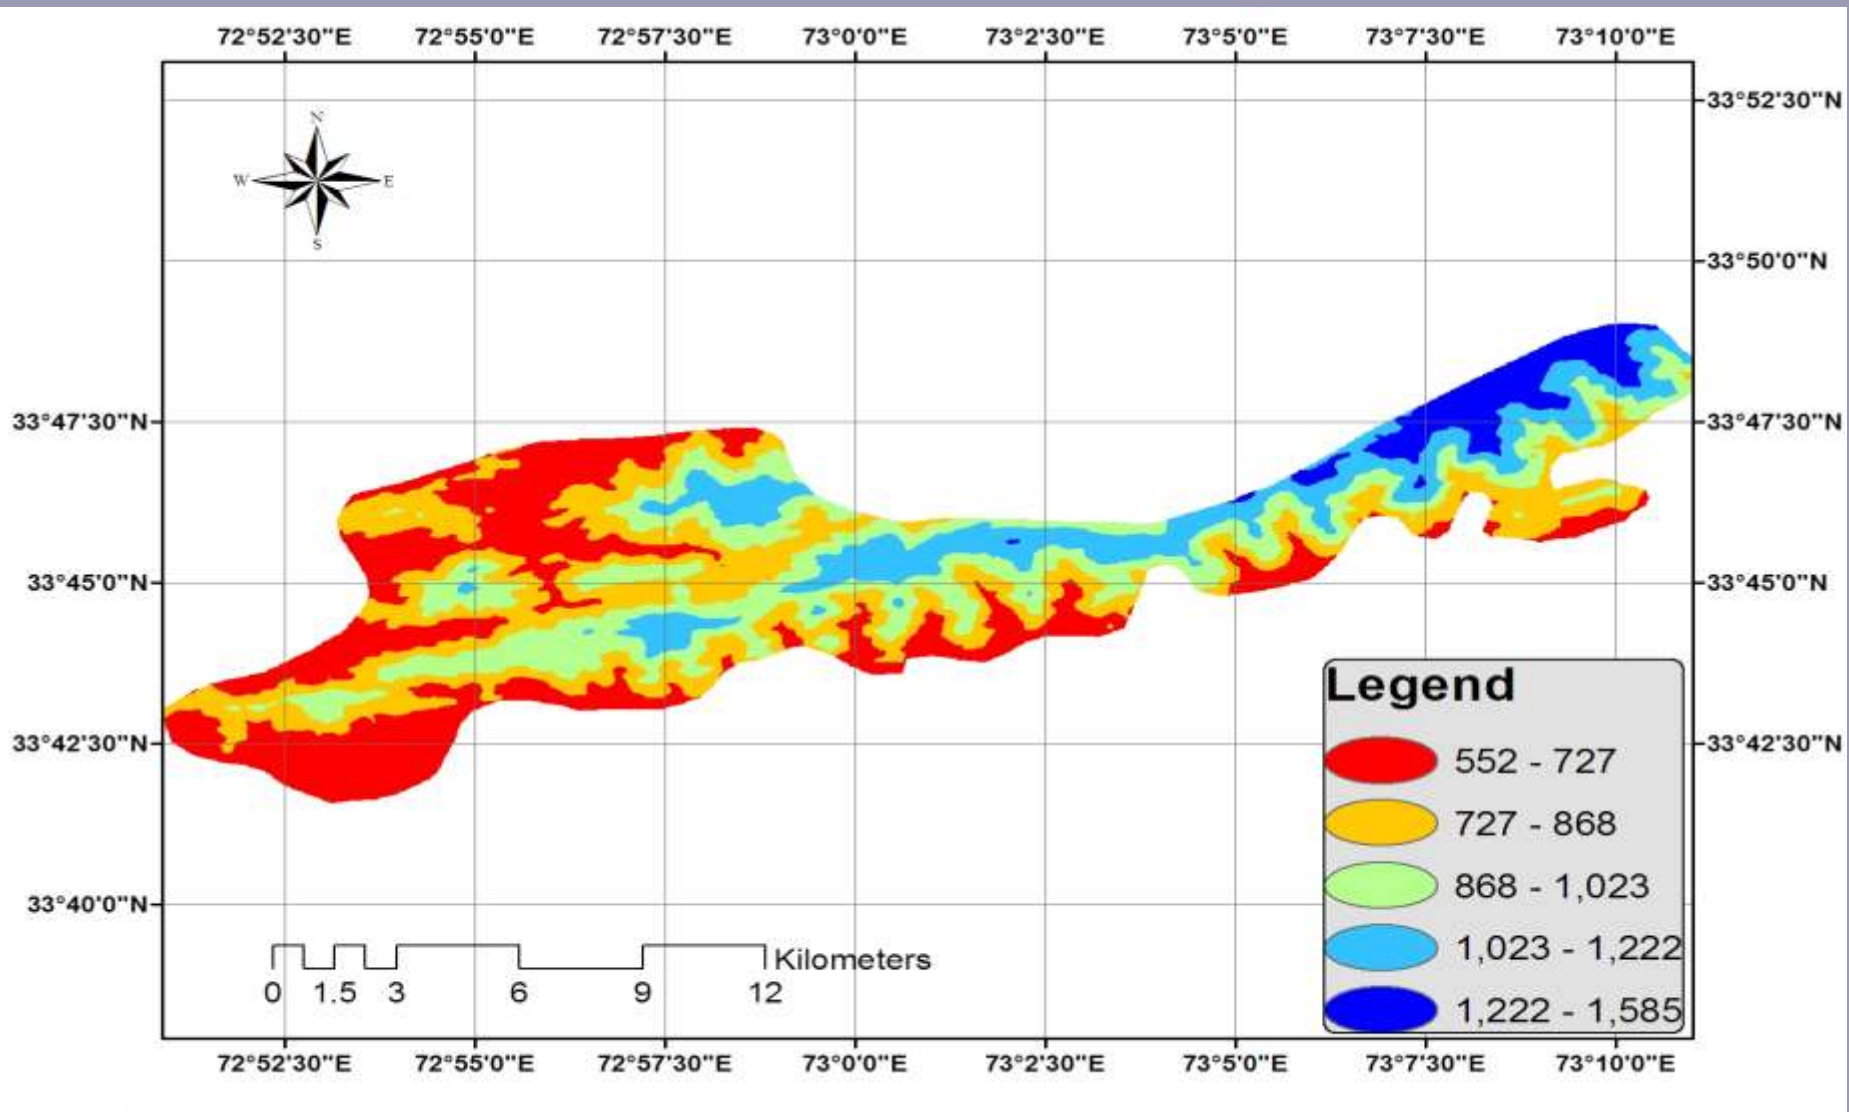 72°52'30"E 72°55'0"E 72°57'30"E 73°0'0"E 73°2'30"E 73°5'0"E 73°7'30"E 73°10'0"E
33°52'30"N
N
W E
S
33°50'0"N
33°47'30"N 33°47'30"N
33°45'0"N 33°45'0"N
Legend
33°42'30"N 33°42'30"N
552 - 727
727 - 868
868 - 1,023
33°40'0"N
1,023 - 1,222
Kilometers
0 1.5 3 6 9 12
1,222 - 1,585
72°52'30"E 72°55'0"E 72°57'30"E 73°0'0"E 73°2'30"E 73°5'0"E 73°7'30"E 73°10'0"E